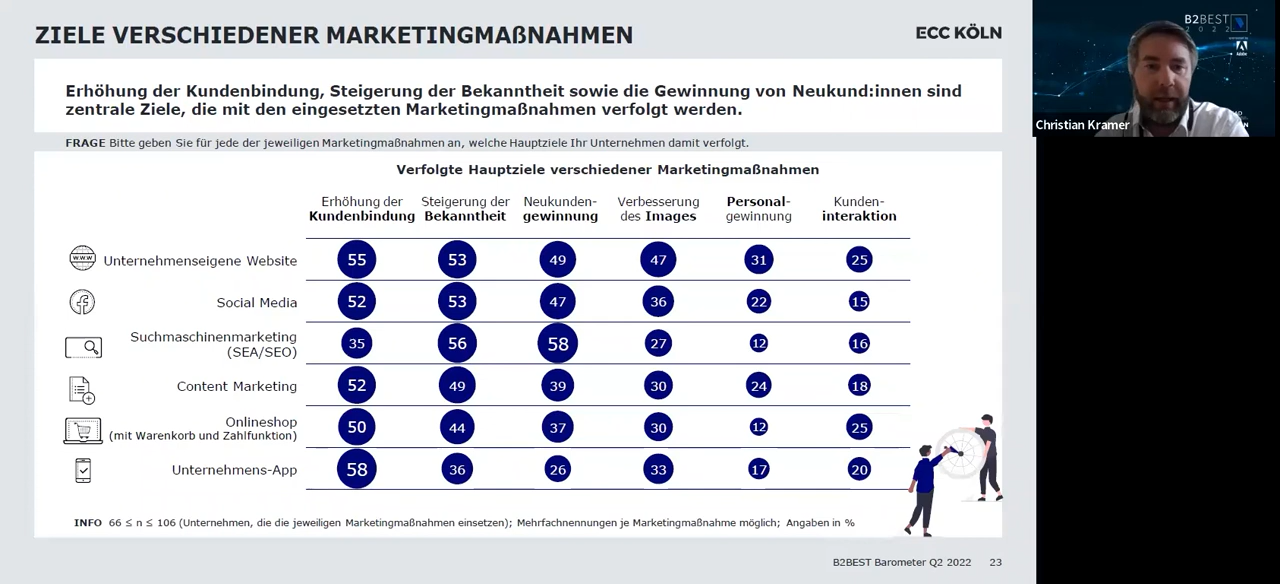 ZIELE VERSCHIEDENER MARKETINGMAßNAHMEN
ECC KÖLN
B2BEST
2022
Adobe
Christian Kramer
Erhöhung der Kundenbindung, Steigerung der Bekanntheit sowie die Gewinnung von Neukund:innen sind
zentrale Ziele, die mit den eingesetzten Marketingmaßnahmen verfolgt werden.
FRAGE Bitte geben Sie für jede der jeweiligen Marketingmaßnahmen an, welche Hauptziele Ihr Unternehmen damit verfolgt.
Verfolgte Hauptziele verschiedener Marketingmaßnahmen
Erhöhung der Steigerung der Neukunden- Verbesserung Personal- Kunden-
Kundenbindung Bekanntheit gewinnung des Images gewinnung interaktion
WWW Unternehmenseigene Website 55 53 49 47 31 25
Social Media 52 53 47 36 22 15
Suchmaschinenmarketing
(SEA/SEO) 35 56 58 27 12 16
Content Marketing 52 49 39 30 24 18
Onlineshop
(mit Warenkorb und Zahlfunktion) 50 44 37 30 12 25
Unternehmens-App 58 36 26 33 17 20
INFO 66 ≤ n ≤ 106 (Unternehmen, die die jeweiligen Marketingmaßnahmen einsetzen); Mehrfachnennungen je Marketingmaßnahme möglich; Angaben in %
B2BEST Barometer Q2 2022 23